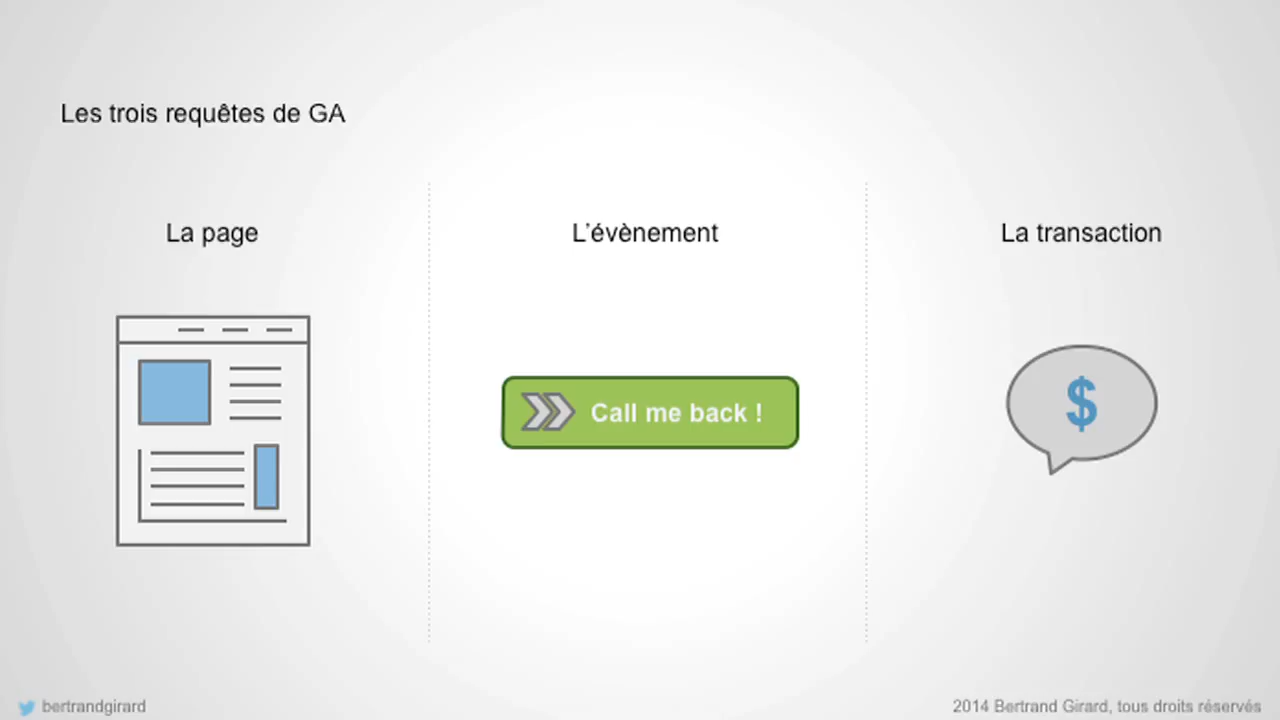 Les trois requêtes de GA
La page
L’évènement
La transaction
Call me back !
$
bertrandgirard
2014 Bertrand Girard, tous droits réservés